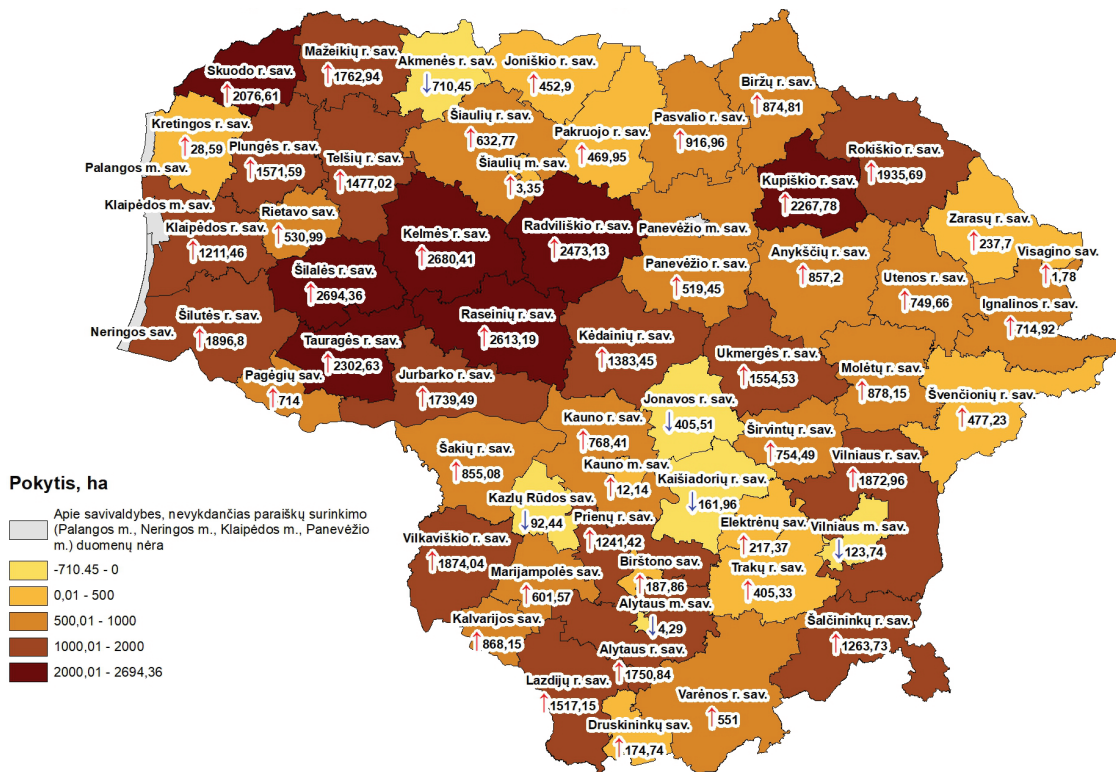 Mažeikių r. sav.
↑1762,94
Akmenės r. sav.
↓710,45
Joniškio r. sav.
↑452,9
Skuodo r. sav.
↑2076,61
Biržų r. sav.
↑874,81
Kretingos r. sav.
↑28,59
Šiaulių r. sav.
↑632,77
Pakruojo r. sav.
↑469,95
Pasvalio r. sav.
↑916,96
Plungės r. sav.
↑1571,59
Telšių r. sav.
↑1477,02
Šiaulių m. sav.
↑3,35
Rokiškio r. sav.
↑1935,69
Palangos m. sav.
Kupiškio r. sav.
↑2267,78
Klaipėdos m. sav.
Klaipėdos r. sav.
↑1211,46
Rietavo sav.
↑530,99
Kelmės r. sav.
↑2680,41
Radviliškio r. sav.
↑2473,13
Panevėžio m. sav.
Zarasų r. sav.
↑237,7
Visagino sav.
↑1,78
Anykščių r. sav.
↑857,2
Panevėžio r. sav.
↑519,45
Šilalės r. sav.
↑2694,36
Utenos r. sav.
↑749,66
Ignalinos r. sav.
↑714,92
Šilutės r. sav.
↑1896,8
Raseinių r. sav.
↑2613,19
Neringos sav.
Tauragės r. sav.
↑2302,63
Kėdainių r. sav.
↑1383,45
Ukmergės r. sav.
↑1554,53
Molėtų r. sav.
↑878,15
Pagėgių sav.
↑714
Jurbarko r. sav.
↑1739,49
Jonavos r. sav.
↓405,51
Švenčionių r. sav.
↑477,23
Kauno r. sav.
↑768,41
Širvintų r. sav.
↑754,49
Šakių r. sav.
↑855,08
Kauno m. sav.
↑12,14
Vilniaus r. sav.
↑1872,96
Kaišiadorių r. sav.
↓161,96
Kazlų Rūdos sav.
↓92,44
Prienų r. sav.
↑1241,42
Elektrėnų sav.
↑217,37
Vilniaus m. sav.
↓123,74
Vilkaviškio r. sav.
↑1874,04
Birštono sav.
↑187,86
Trakų r. sav.
↑405,33
Marijampolės sav.
↑601,57
Alytaus m. sav.
↓4,29
Kalvarijos sav.
↑868,15
Šalčininkų r. sav.
↑1263,73
Alytaus r. sav.
↑1750,84
Lazdijų r. sav.
↑1517,15
Varėnos r. sav.
↑551
Druskininkų sav.
↑174,74
Pokytis, ha
Apie savivaldybes, nevykdančias paraiškų surinkimo
(Palangos m., Neringos m., Klaipėdos m., Panevėžio
m.) duomenų nėra
-710.45 - 0
0,01 - 500
500,01 - 1000
1000,01 - 2000
2000,01 - 2694,36